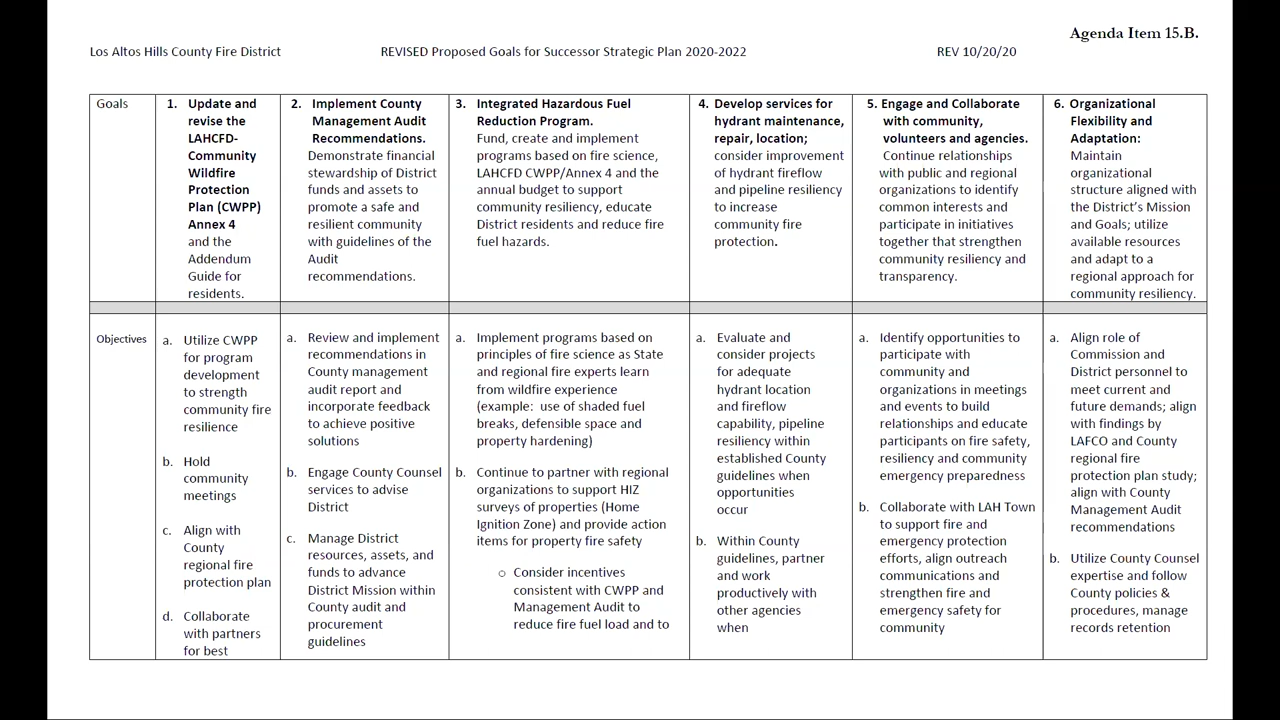 Agenda Item 15.B.
Los Altos Hills County Fire District
REVISED Proposed Goals for Successor Strategic Plan 2020-2022
REV 10/20/20
Goals
1. Update and
revise the
LAHCFD-
Community
Wildfire
Protection
Plan (CWPP)
Annex 4
and the
Addendum
Guide for
residents.
2. Implement County
Management Audit
Recommendations.
Demonstrate financial
stewardship of District
funds and assets to
promote a safe and
resilient community
with guidelines of the
Audit
recommendations.
3. Integrated Hazardous Fuel
Reduction Program.
Fund, create and implement
programs based on fire science,
LAHCFD CWPP/Annex 4 and the
annual budget to support
community resiliency, educate
District residents and reduce fire
fuel hazards.
4. Develop services for
hydrant maintenance,
repair, location;
consider improvement
of hydrant fireflow
and pipeline resiliency
to increase
community fire
protection.
5. Engage and Collaborate
with community,
volunteers and agencies.
Continue relationships
with public and regional
organizations to identify
common interests and
participate in initiatives
together that strengthen
community resiliency and
transparency.
6. Organizational
Flexibility and
Adaptation:
Maintain
organizational
structure aligned with
the District's Mission
and Goals; utilize
available resources
and adapt to a
regional approach for
community resiliency.
Objectives
a. Utilize CWPP
for program
development
to strength
community fire
resilience
b. Hold
community
meetings
c. Align with
County
regional fire
protection plan
d. Collaborate
with partners
for best
a. Review and implement
recommendations in
County management
audit report and
incorporate feedback
to achieve positive
solutions
b. Engage County Counsel
services to advise
District
c. Manage District
resources, assets, and
funds to advance
District Mission within
County audit and
procurement
guidelines
a. Implement programs based on
principles of fire science as State
and regional fire experts learn
from wildfire experience
(example: use of shaded fuel
breaks, defensible space and
property hardening)
b. Continue to partner with regional
organizations to support HIZ
surveys of properties (Home
Ignition Zone) and provide action
items for property fire safety
o Consider incentives
consistent with CWPP and
Management Audit to
reduce fire fuel load and to
a. Evaluate and
consider projects
for adequate
hydrant location
and fireflow
capability, pipeline
resiliency within
established County
guidelines when
opportunities
occur
b. Within County
guidelines, partner
and work
productively with
other agencies
when
a. Identify opportunities to
participate with
community and
organizations in meetings
and events to build
relationships and educate
participants on fire safety,
resiliency and community
emergency preparedness
b. Collaborate with LAH Town
to support fire and
emergency protection
efforts, align outreach
communications and
strengthen fire and
emergency safety for
community
a. Align role of
Commission and
District personnel to
meet current and
future demands; align
with findings by
LAFCO and County
regional fire
protection plan study;
align with County
Management Audit
recommendations
b. Utilize County Counsel
expertise and follow
County policies &
procedures, manage
records retention